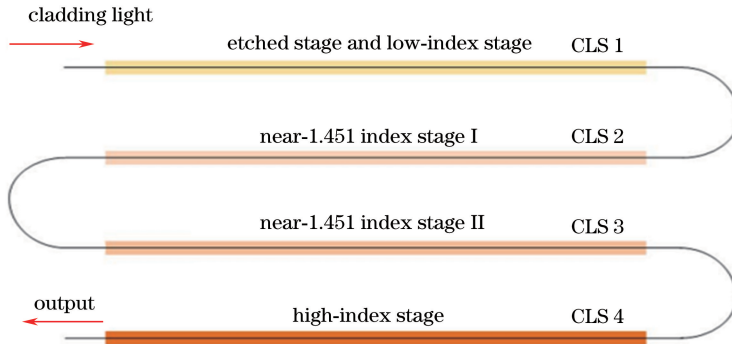 cladding light
etched stage and low-index stage CLS 1
near-1.451 index stage I CLS 2
near-1.451 index stage II CLS 3
output
high-index stage CLS 4